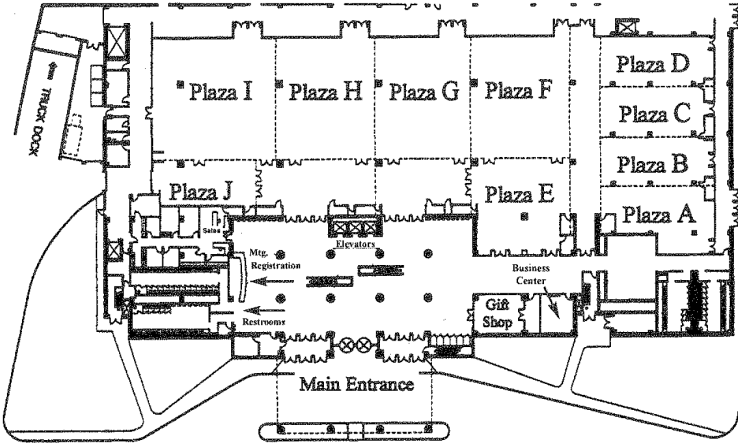 TRUCK DOCK
Plaza I
Plaza H
Plaza G
Plaza F
Plaza D
Plaza C
Plaza B
Plaza A
Plaza J
Plaza E
Salon
Elevators
Mtg.
Registration
Business
Center
Restrooms
Gift
Shop
Main Entrance